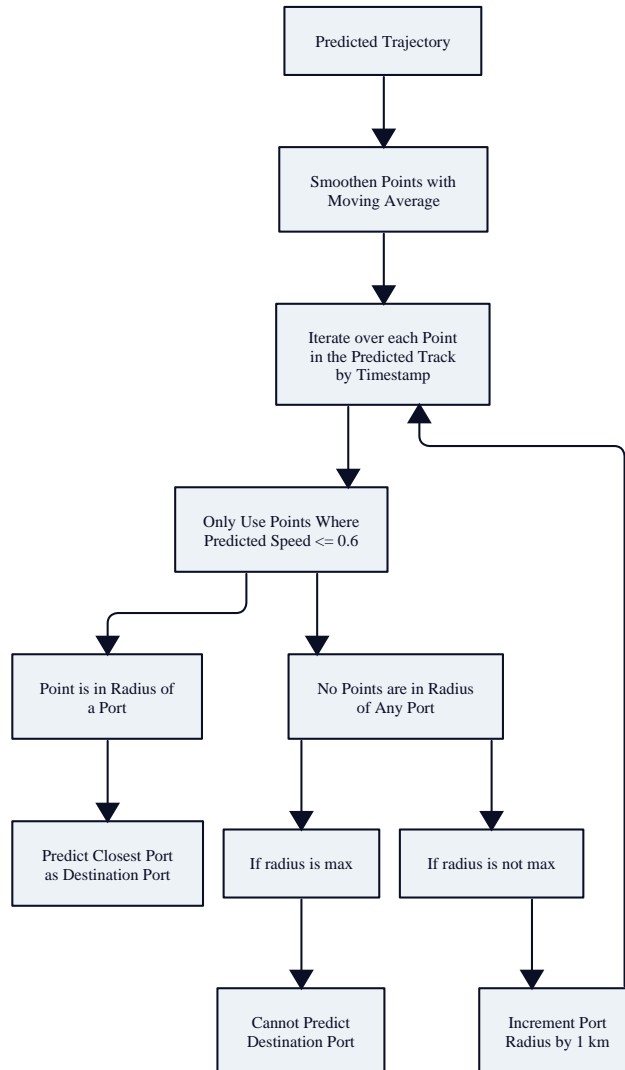 Predicted Trajectory
Smoothen Points with
Moving Average
Iterate over each Point
in the Predicted Track
by Timestamp
Only Use Points Where
Predicted Speed <= 0.6
Point is in Radius of
a Port
No Points are in Radius
of Any Port
Predict Closest Port
as Destination Port
If radius is max
If radius is not max
Cannot Predict
Destination Port
Increment Port
Radius by 1 km